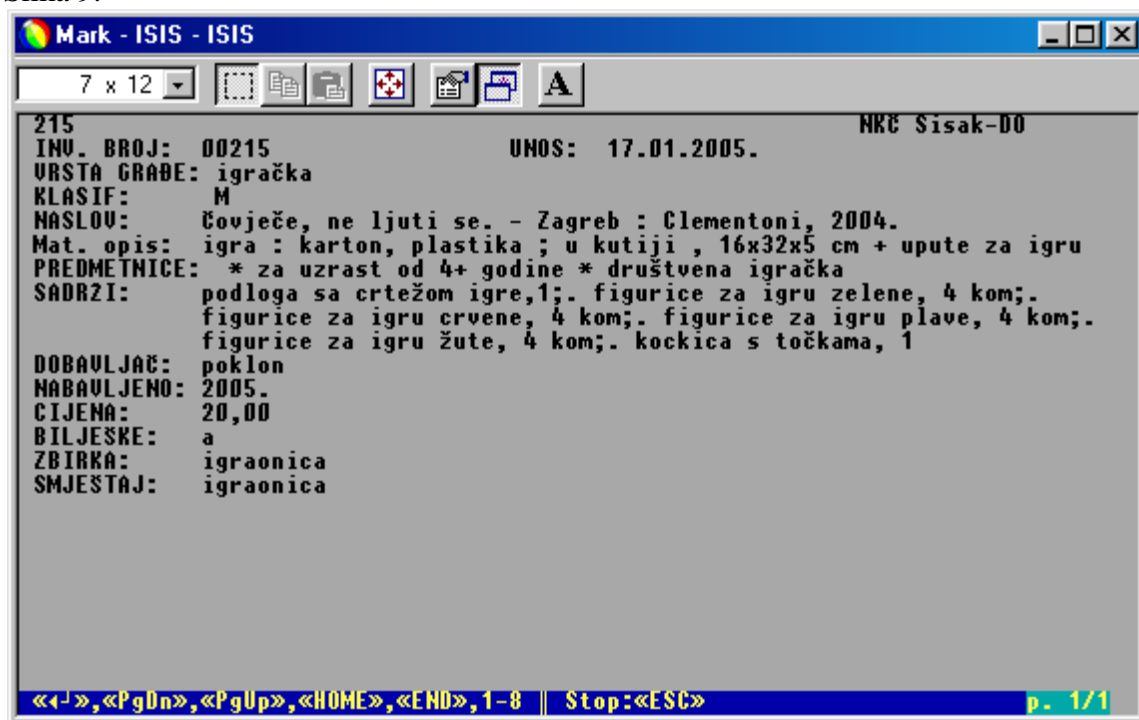 Mark - ISIS - ISIS
7 x 12
A
215 NKČ Sisak-DO
INV. BROJ: 00215 UNOS: 17.01.2005.
VRSTA GRAĐE: igračka
KLASIF: M
NASLOV: Čovječe, ne ljuti se. - Zagreb : Clementoni, 2004.
Mat. opis: igra : karton, plastika ; u kutiji , 16x32x5 cm + upute za igru
PREDMETNICE: * za uzrast od 4+ godine * društvena igračka
SADRŽI: podloga sa crtežom igre,1;. figurice za igru zelene, 4 kom;.
figurice za igru crvene, 4 kom;. figurice za igru plave, 4 kom;.
figurice za igru žute, 4 kom;. kockica s točkama, 1
DOBAVLJAČ: poklon
NABAVLJENO: 2005.
CIJENA: 20,00
BILJEŠKE: a
ZBIRKA: igraonica
SMJEŠTAJ: igraonica
«◄┘»,«PgDn»,«PgUp»,«HOME»,«END»,1-8 ‖ Stop:«ESC» p. 1/1